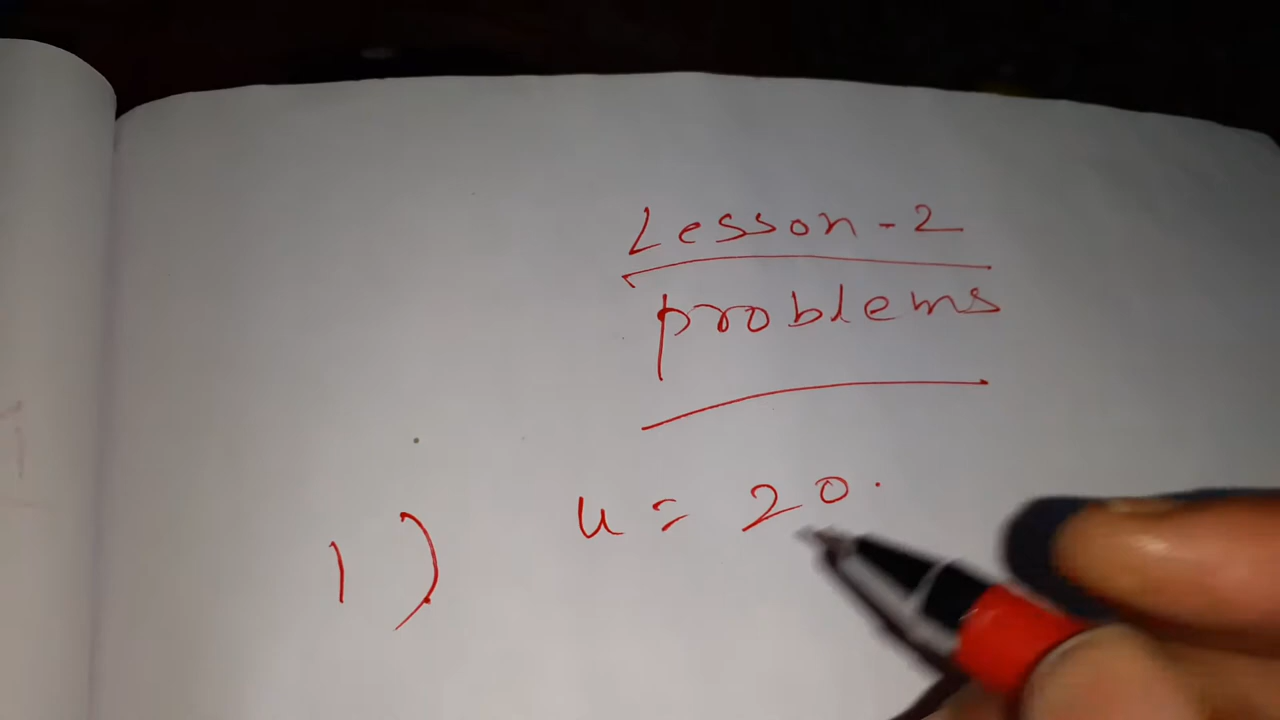 Lesson-2
problems
1) u = 20.